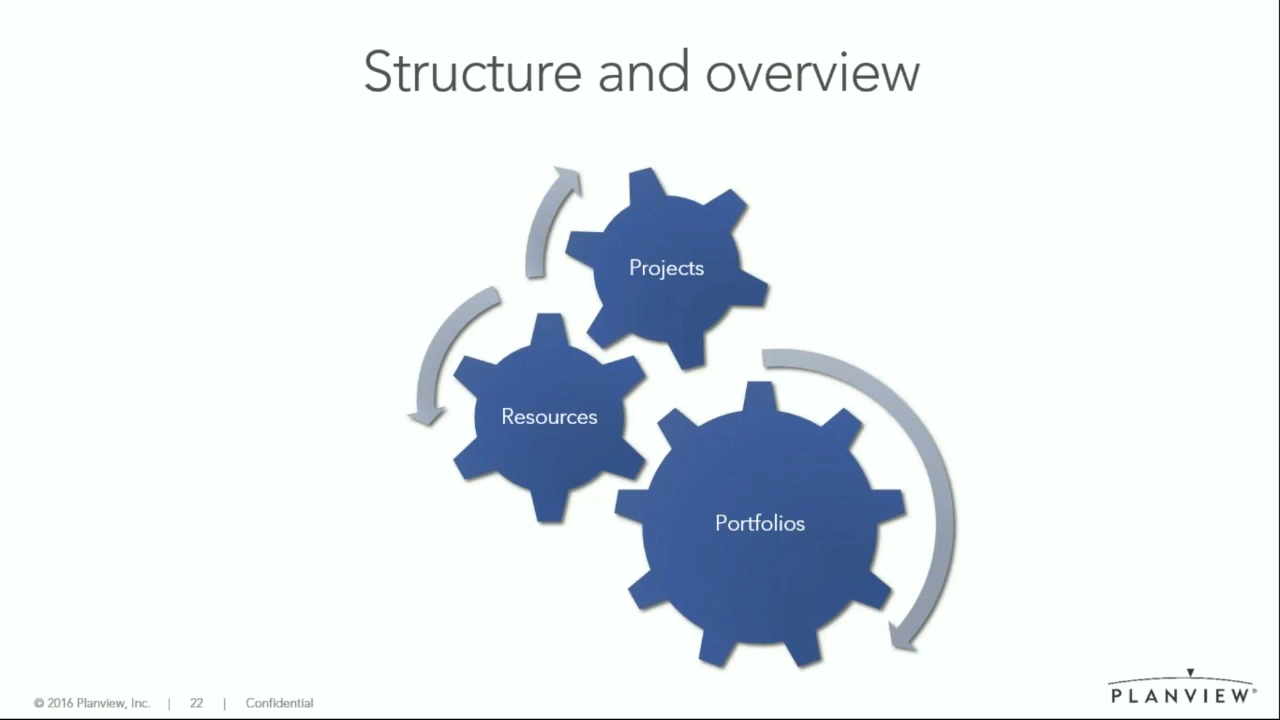 Structure and overview
Projects
Resources
Portfolios
© 2016 Planview, Inc. | 22 | Confidential
PLANVIEW®